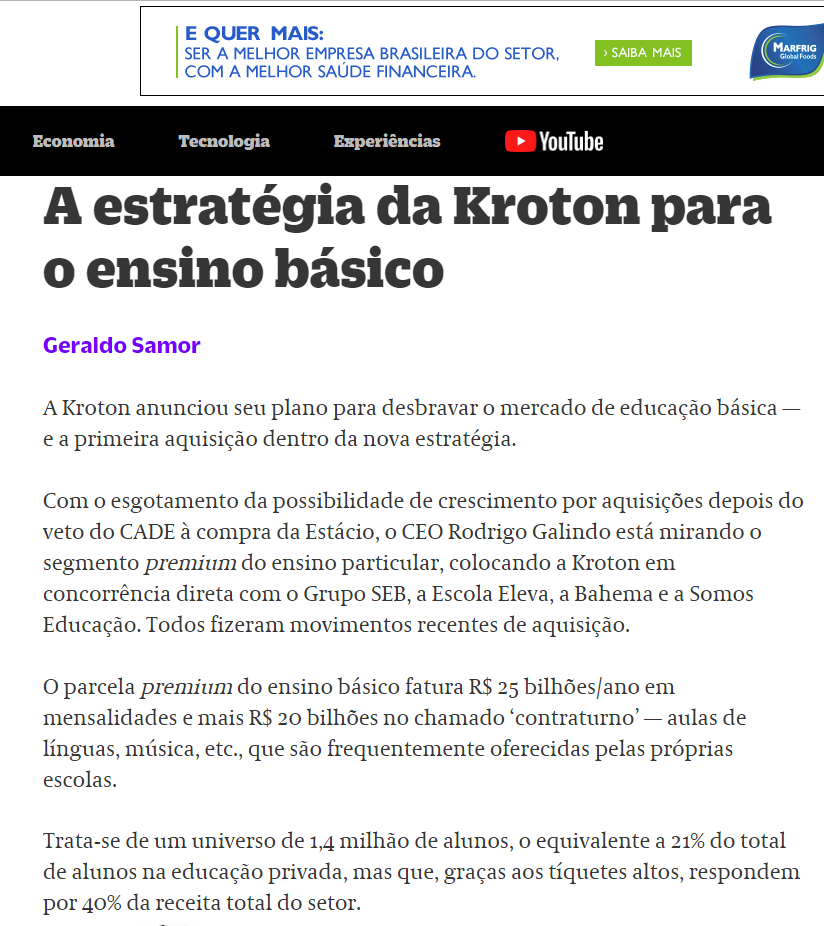 E QUER MAIS:
SER A MELHOR EMPRESA BRASILEIRA DO SETOR,
COM A MELHOR SAÚDE FINANCEIRA.
› SAIBA MAIS
MARFRIG
Global Foods
Economia Tecnologia Experiências YouTube
A estratégia da Kroton para
o ensino básico
Geraldo Samor
A Kroton anunciou seu plano para desbravar o mercado de educação básica —
e a primeira aquisição dentro da nova estratégia.
Com o esgotamento da possibilidade de crescimento por aquisições depois do
veto do CADE à compra da Estácio, o CEO Rodrigo Galindo está mirando o
segmento premium do ensino particular, colocando a Kroton em
concorrência direta com o Grupo SEB, a Escola Eleva, a Bahema e a Somos
Educação. Todos fizeram movimentos recentes de aquisição.
O parcela premium do ensino básico fatura R$ 25 bilhões/ano em
mensalidades e mais R$ 20 bilhões no chamado ‘contraturno’ — aulas de
línguas, música, etc., que são frequentemente oferecidas pelas próprias
escolas.
Trata-se de um universo de 1,4 milhão de alunos, o equivalente a 21% do total
de alunos na educação privada, mas que, graças aos tíquetes altos, respondem
por 40% da receita total do setor.